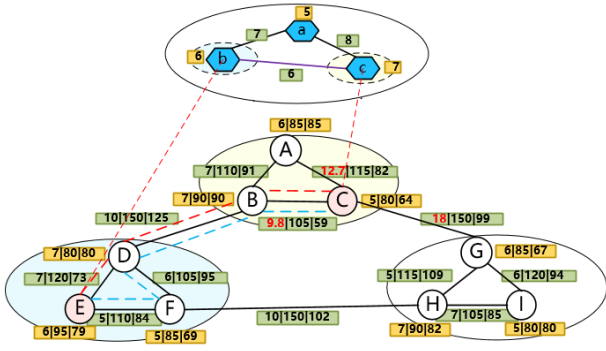 5
a
7
8
6
b
c
7
6
6|85|85
A
7|110|91
12.7|115|82
7|90|90
B
C
5|80|64
10|150|125
9.8|105|59
18|150|99
7|80|80
D
G
6|85|67
7|120|73
6|105|95
5|115|109
6|120|94
E
F
H
I
5|110|84
7|105|85
6|95|79
5|85|69
10|150|102
7|90|82
5|80|80